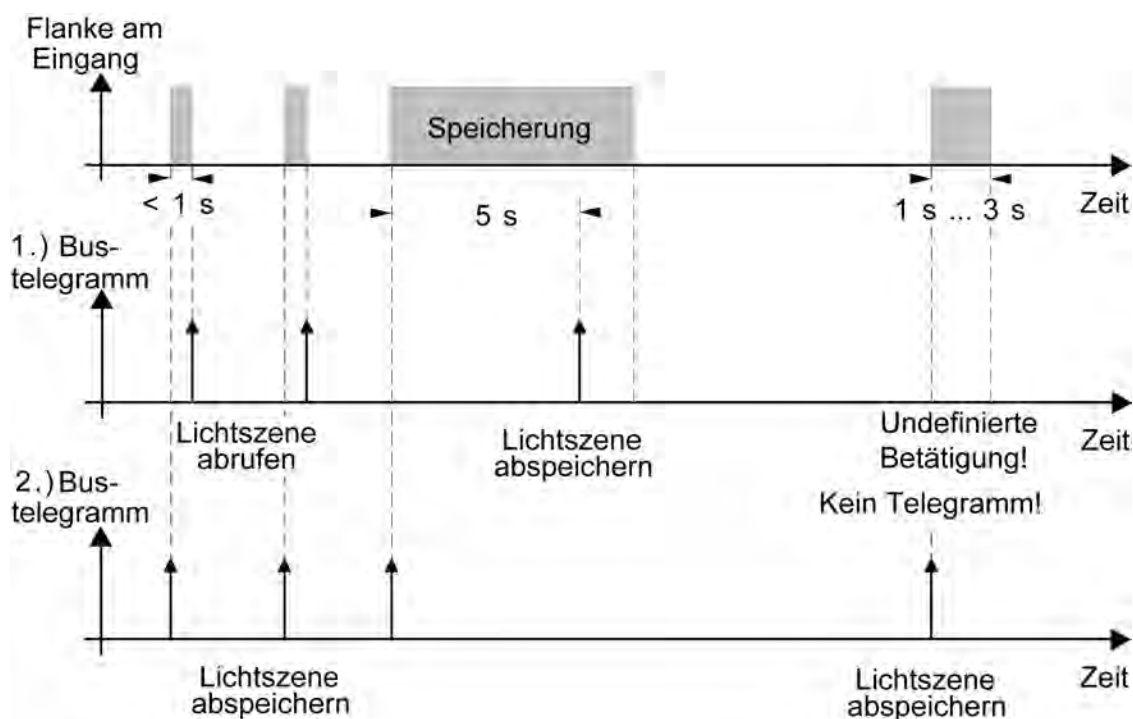 Flanke am
Eingang
Speicherung
< 1 s
5 s
1 s ... 3 s
Zeit
1.) Bus-
telegramm
Lichtszene
abrufen
Lichtszene
abspeichern
Undefinierte
Betätigung!
Zeit
Kein Telegramm!
2.) Bus-
telegramm
Lichtszene
abspeichern
Lichtszene
abspeichern
Zeit